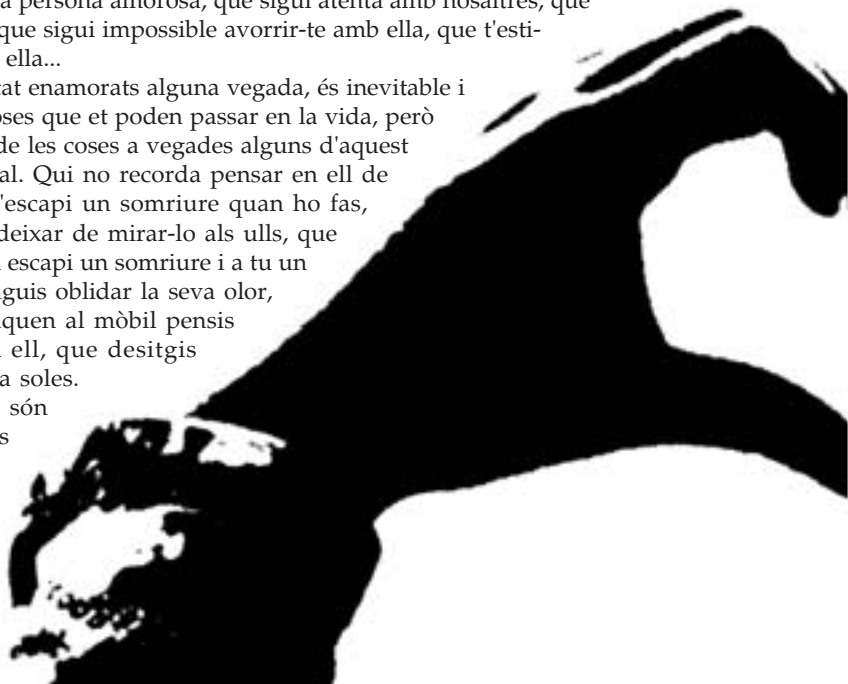 a persona amorosa, que sigui atenta amb nosaltres, que
que sigui impossible avorrir-te amb ella, que t'esti-
ella...
tat enamorats alguna vegada, és inevitable i
oses que et poden passar en la vida, però
de les coses a vegades alguns d'aquest
al. Qui no recorda pensar en ell de
'escapi un somriure quan ho fas,
deixar de mirar-lo als ulls, que
escapi un somriure i a tu un
guis oblidar la seva olor,
quen al mòbil pensis
ell, que desitgis
a soles.
són
s